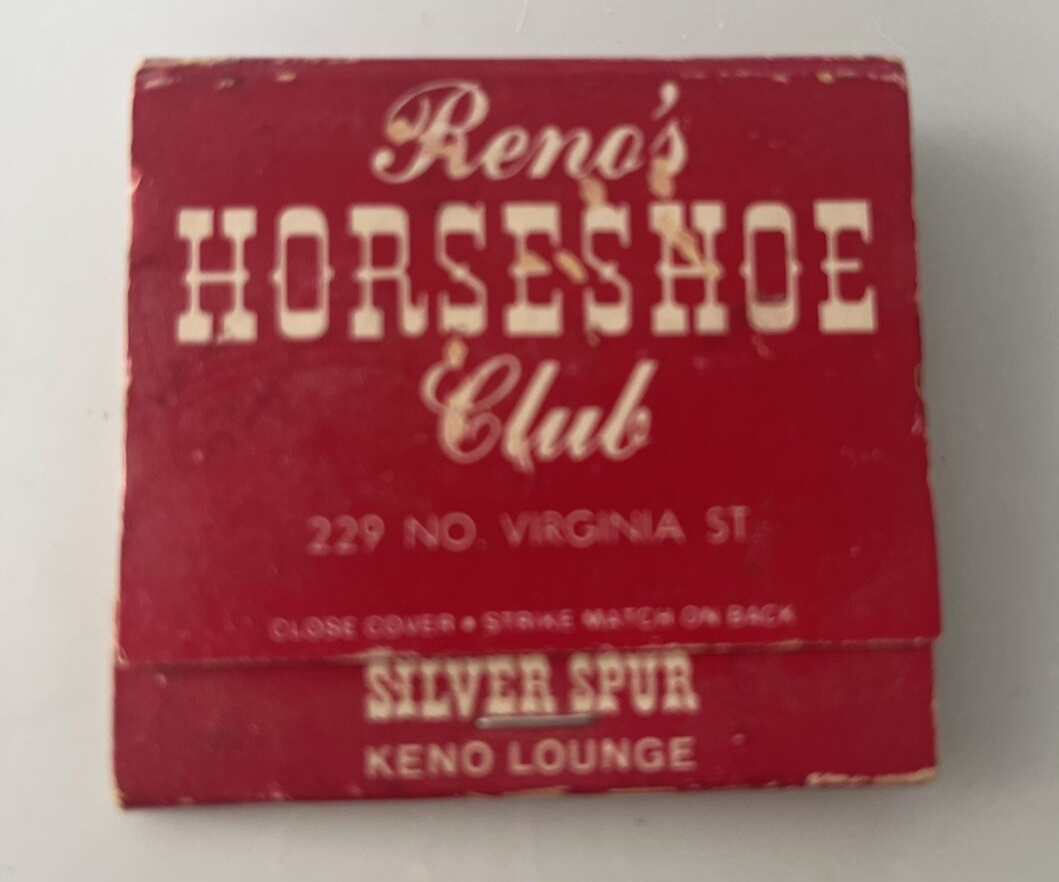 Reno's
HORSESHOE
Club
229 NO. VIRGINIA ST.
CLOSE COVER • STRIKE MATCH ON BACK
SILVER SPUR
KENO LOUNGE